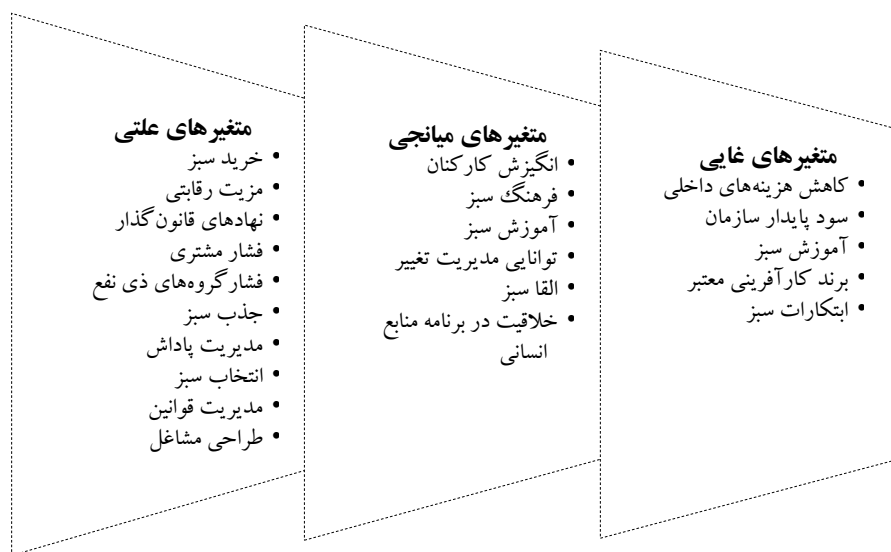 متغیرهای علتی
• خرید سبز
• مزیت رقابتی
• نهادهای قانون‌گذار
• فشار مشتری
• فشارگروه‌های ذی نفع
• جذب سبز
• مدیریت پاداش
• انتخاب سبز
• مدیریت قوانین
• طراحی مشاغل
متغیرهای میانجی
• انگیزش کارکنان
• فرهنگ سبز
• آموزش سبز
• توانایی مدیریت تغییر
• القا سبز
• خلاقیت در برنامه منابع
انسانی
متغیرهای غایی
• کاهش هزینه‌های داخلی
• سود پایدار سازمان
• آموزش سبز
• برند کارآفرینی معتبر
• ابتکارات سبز